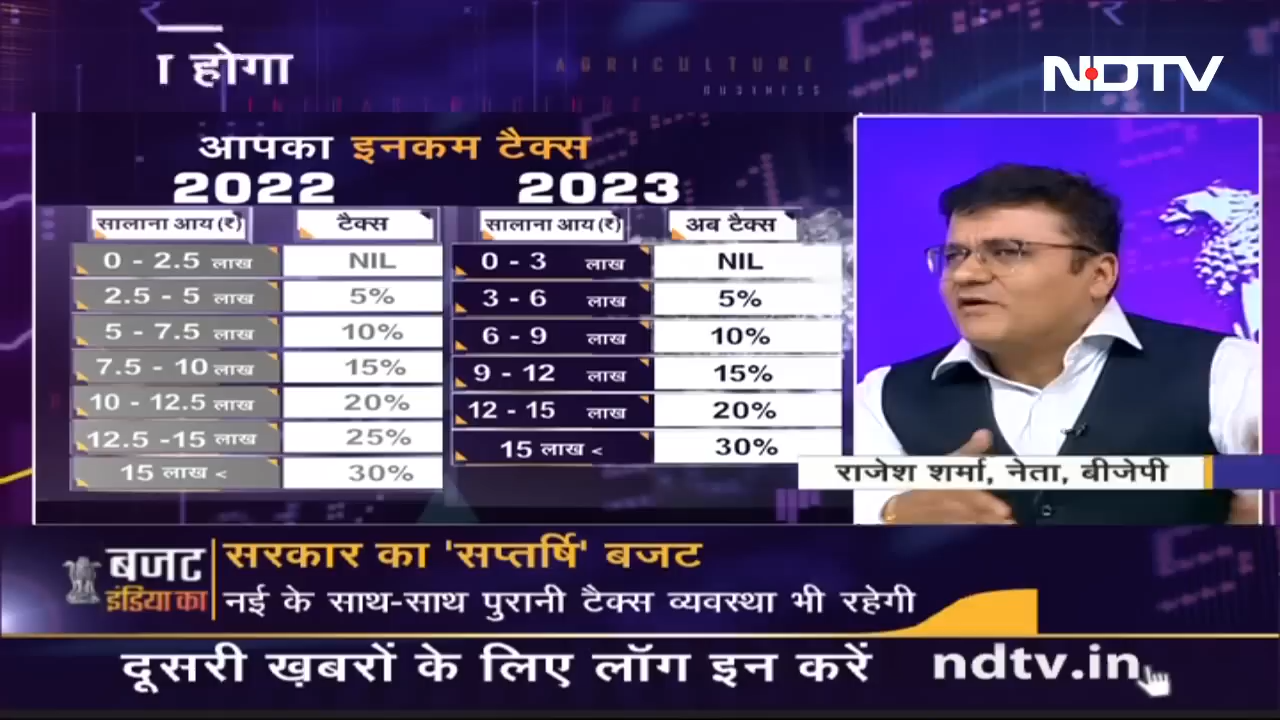 होगा
AGRICULTURE
BUSINESS
INFRASTRUCTURE
NDTV
आपका इनकम टैक्स
2022 2023
सालाना आय (₹) टैक्स सालाना आय (₹) अब टैक्स
0 - 2.5 लाख NIL 0 - 3 लाख NIL
2.5 - 5 लाख 5% 3 - 6 लाख 5%
5 - 7.5 लाख 10% 6 - 9 लाख 10%
7.5 - 10 लाख 15% 9 - 12 लाख 15%
10 - 12.5 लाख 20% 12 - 15 लाख 20%
12.5 -15 लाख 25% 15 लाख < 30%
15 लाख < 30%
राजेश शर्मा, नेता, बीजेपी
बजट
इंडिया का
सरकार का 'सप्तर्षि' बजट
नई के साथ-साथ पुरानी टैक्स व्यवस्था भी रहेगी
दूसरी ख़बरों के लिए लॉग इन करें ndtv.in